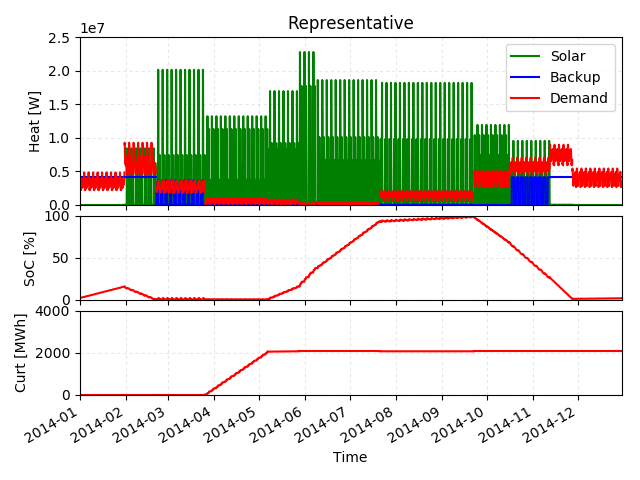 Representative
1e7
2.5
2.0
1.5
1.0
0.5
0.0
Heat [W]
Solar
Backup
Demand
100
50
0
SoC [%]
4000
2000
0
Curt [MWh]
2014-01
2014-02
2014-03
2014-04
2014-05
2014-06
2014-07
2014-08
2014-09
2014-10
2014-11
2014-12
Time